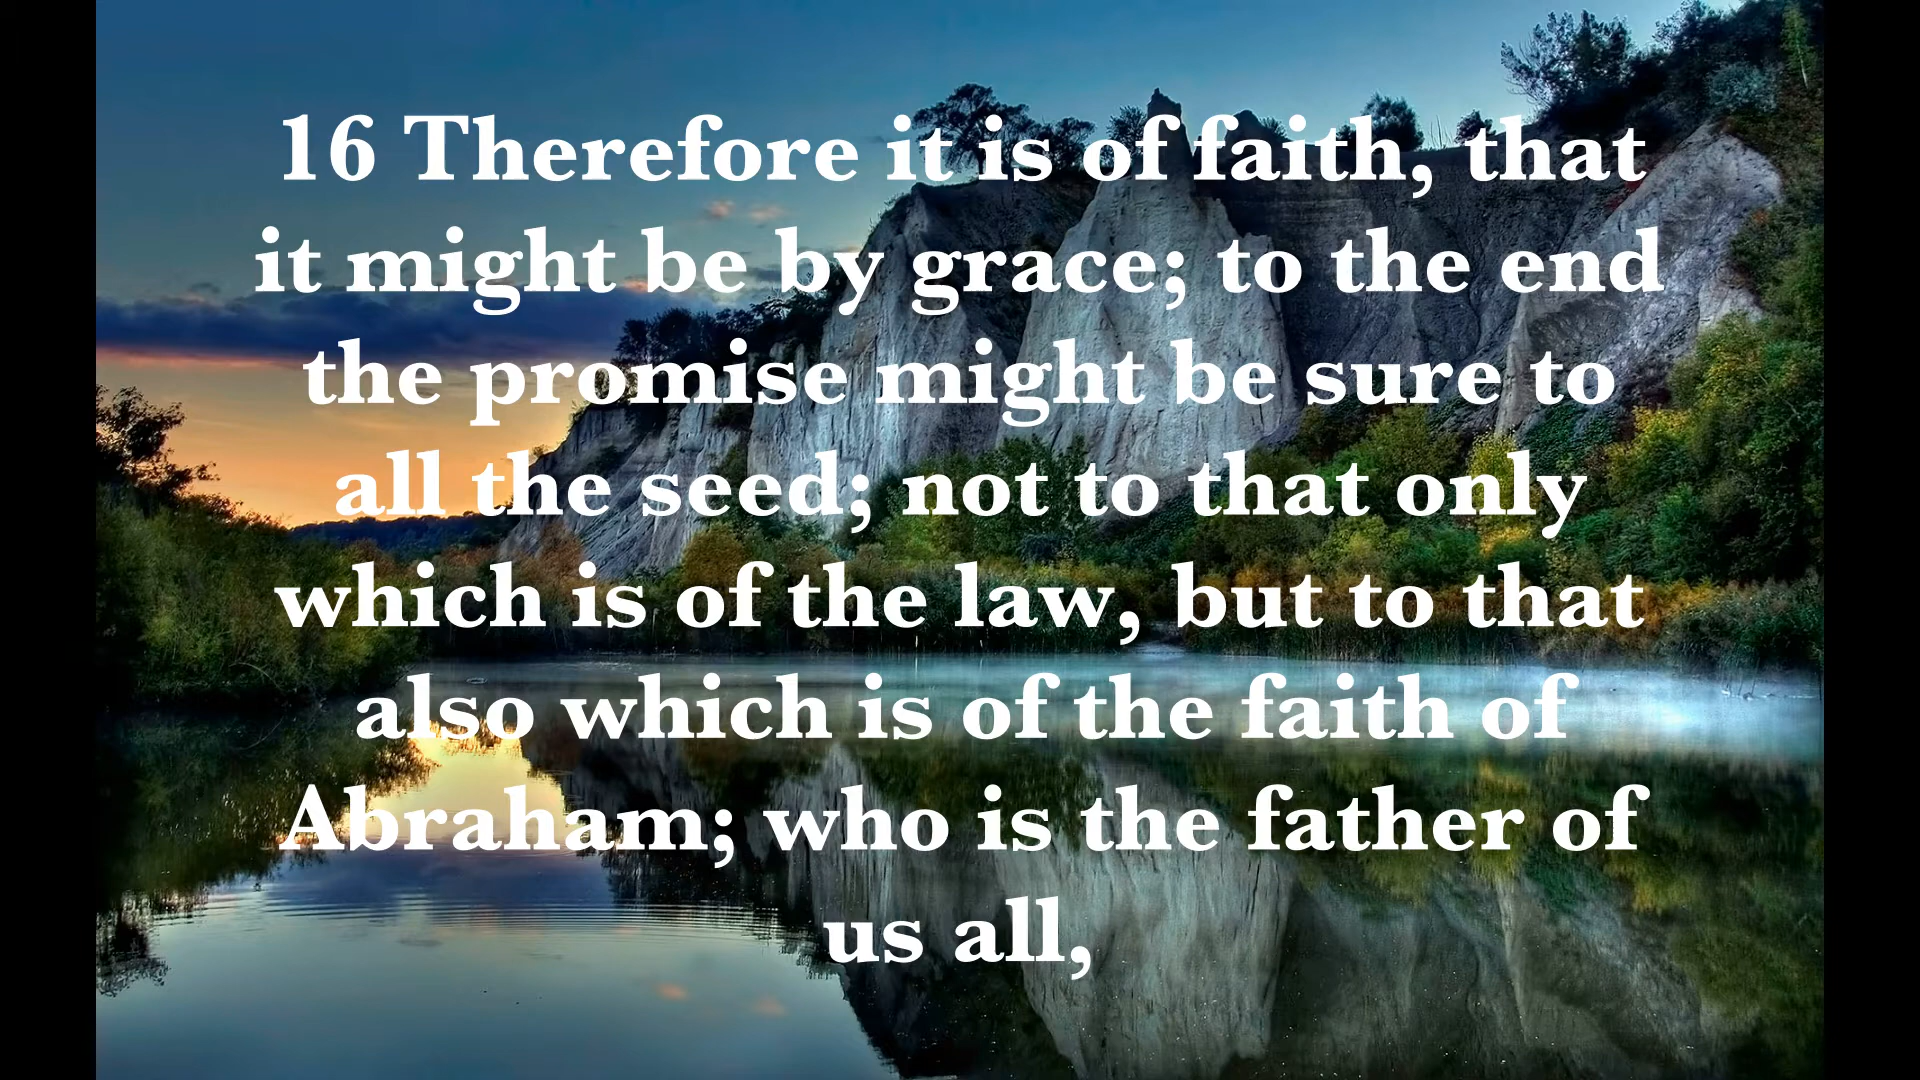 16 Therefore it is of faith, that
it might be by grace; to the end
the promise might be sure to
all the seed; not to that only
which is of the law, but to that
also which is of the faith of
Abraham; who is the father of
us all,